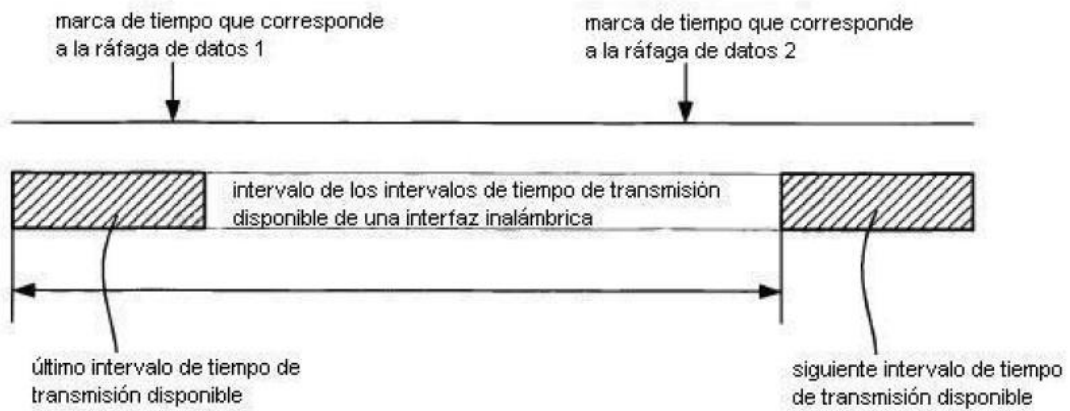 marca de tiempo que corresponde
a la ráfaga de datos 1
marca de tiempo que corresponde
a la ráfaga de datos 2
intervalo de los intervalos de tiempo de transmisión
disponible de una interfaz inalámbrica
último intervalo de tiempo de
transmisión disponible
siguiente intervalo de tiempo
de transmisión disponible